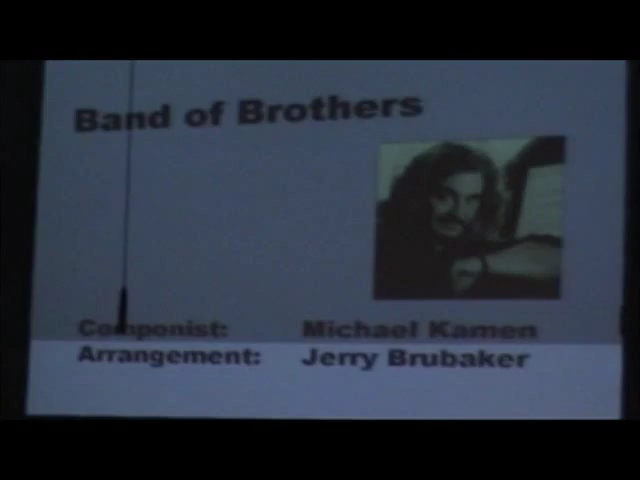 Band of Brothers
Componist: Michael Kamen
Arrangement: Jerry Brubaker